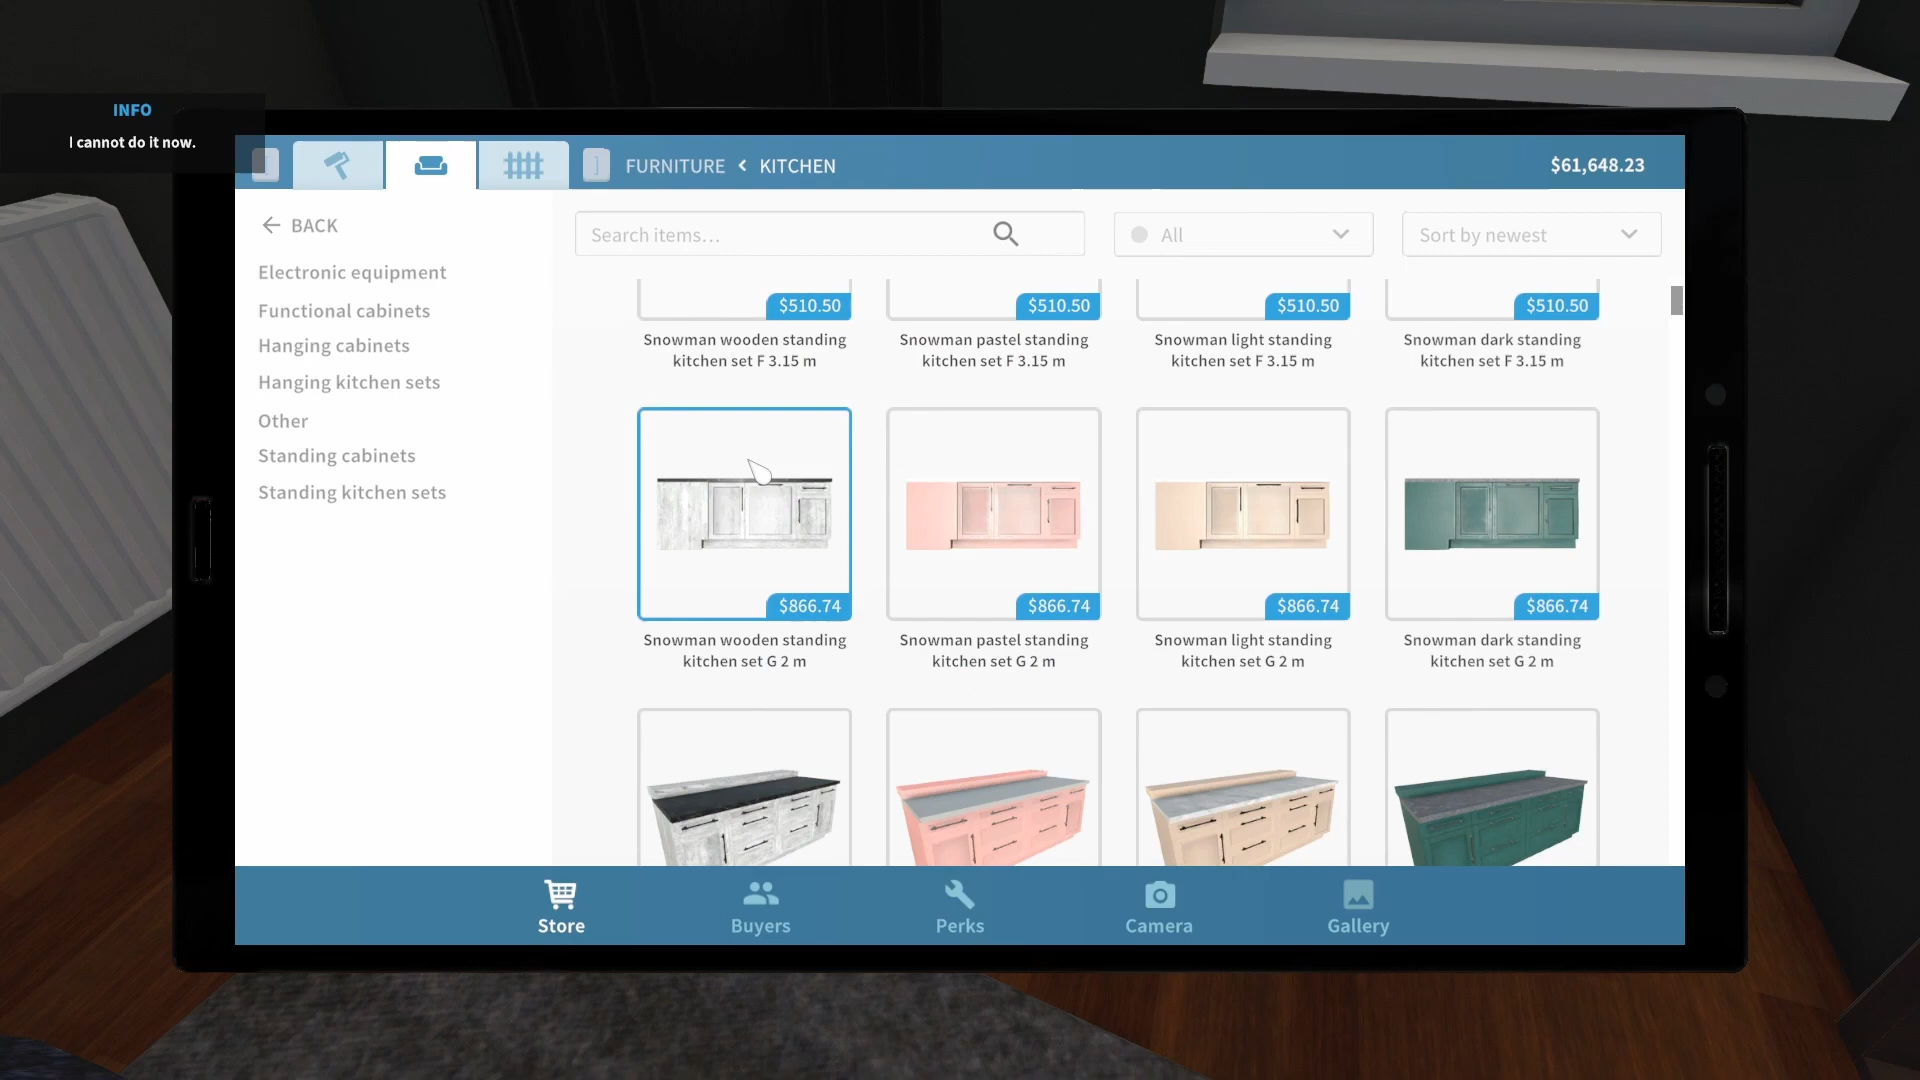 INFO
I cannot do it now.
FURNITURE < KITCHEN
$61,648.23
BACK
Electronic equipment
Functional cabinets
Hanging cabinets
Hanging kitchen sets
Other
Standing cabinets
Standing kitchen sets
Search items...
All
Sort by newest
$510.50 $510.50 $510.50 $510.50
Snowman wooden standing
kitchen set F 3.15 m
Snowman pastel standing
kitchen set F 3.15 m
Snowman light standing
kitchen set F 3.15 m
Snowman dark standing
kitchen set F 3.15 m
$866.74 $866.74 $866.74 $866.74
Snowman wooden standing
kitchen set G 2 m
Snowman pastel standing
kitchen set G 2 m
Snowman light standing
kitchen set G 2 m
Snowman dark standing
kitchen set G 2 m
Store
Buyers
Perks
Camera
Gallery